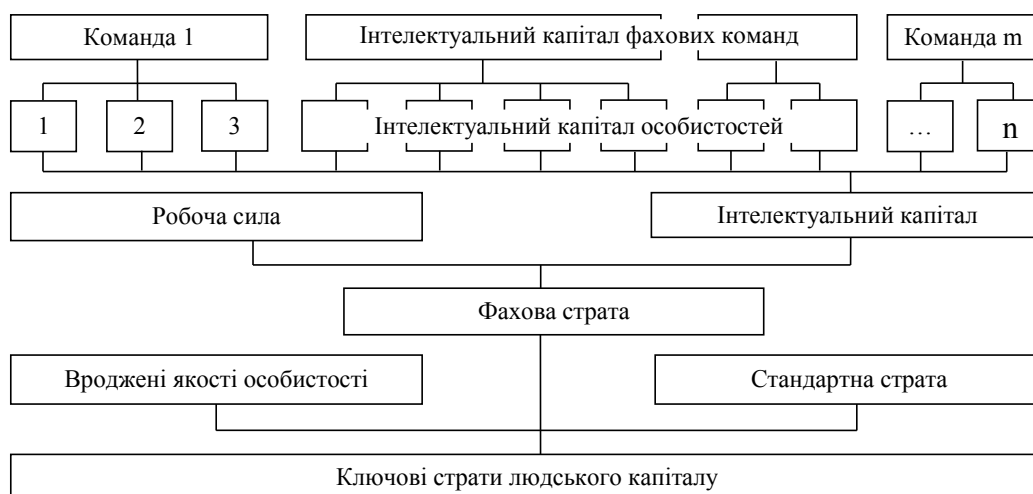 Команда 1
Інтелектуальний капітал фахових команд
Команда m
1
2
3
Інтелектуальний капітал особистостей
…
n
Робоча сила
Інтелектуальний капітал
Фахова страта
Вроджені якості особистості
Стандартна страта
Ключові страти людського капіталу